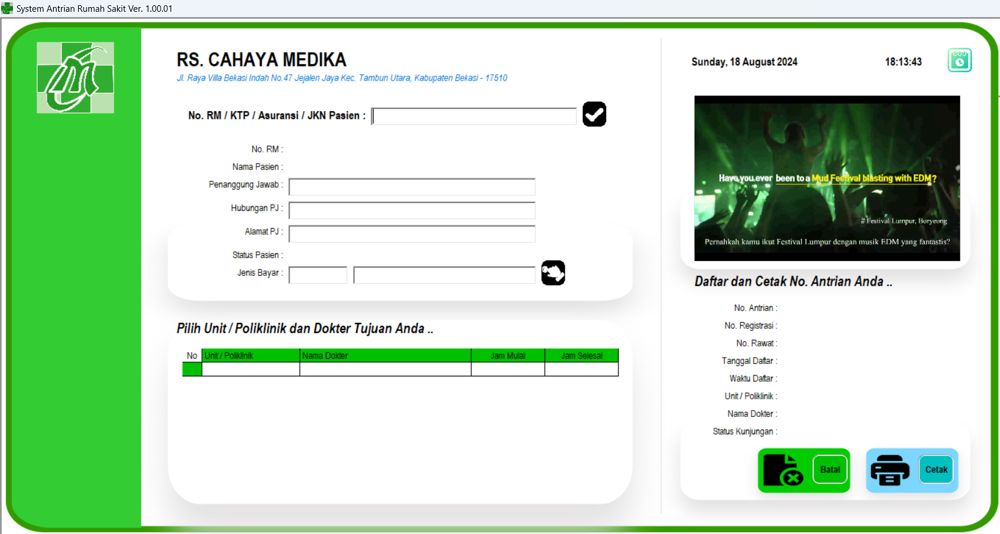 System Antrian Rumah Sakit Ver. 1.00.01
RS. CAHAYA MEDIKA
Jl. Raya Villa Bekasi Indah No.47 Jejalen Jaya Kec. Tambun Utara, Kabupaten Bekasi - 17510
No. RM / KTP / Asuransi / JKN Pasien :
No. RM :
Nama Pasien :
Penanggung Jawab :
Hubungan PJ :
Alamat PJ :
Status Pasien :
Jenis Bayar :
Pilih Unit / Poliklinik dan Dokter Tujuan Anda ..
No Unit / Poliklinik Nama Dokter Jam Mulai Jam Selesai
Sunday, 18 August 2024 18:13:43
Have you ever been to a Mud Festival blasting with EDM?
# Festival Lumpur, Boryeong
Pernahkah kamu ikut Festival Lumpur dengan musik EDM yang fantastis?
Daftar dan Cetak No. Antrian Anda ..
No. Antrian :
No. Registrasi :
No. Rawat :
Tanggal Daftar :
Waktu Daftar :
Unit / Poliklinik :
Nama Dokter :
Status Kunjungan :
Batal Cetak